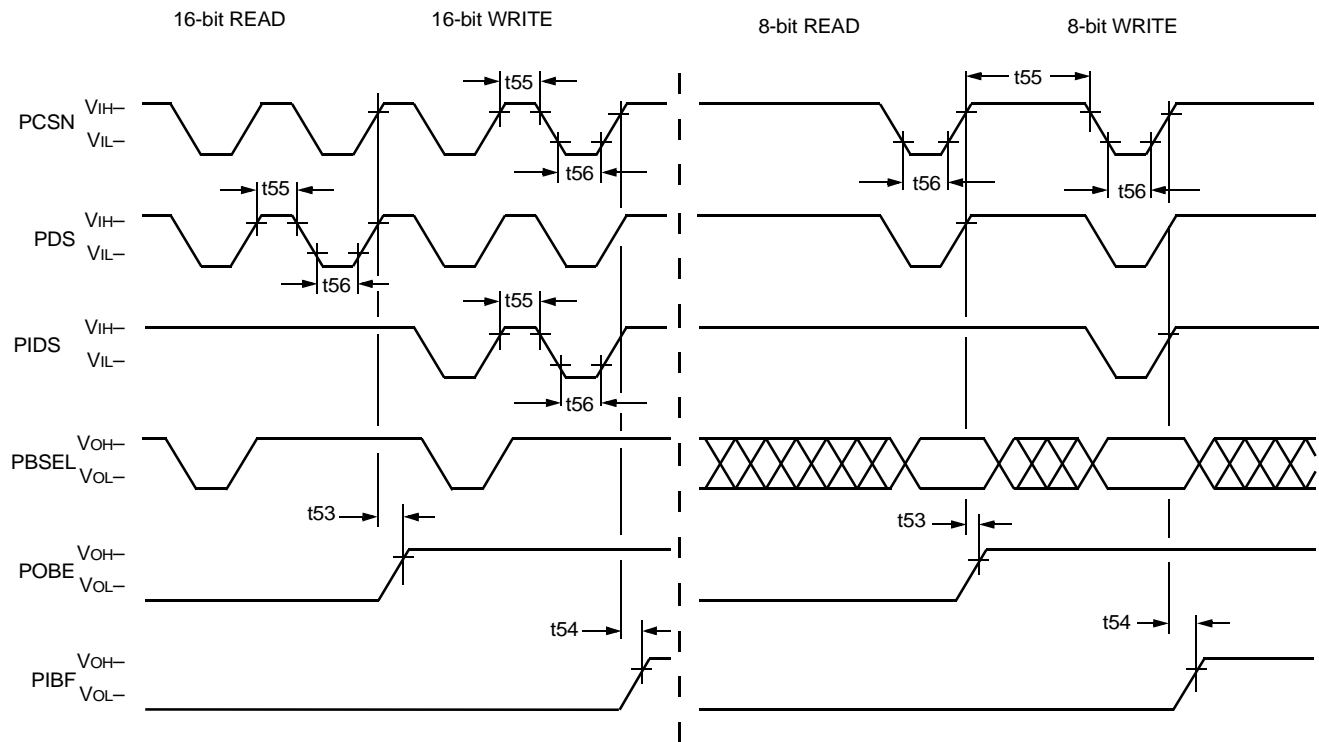 16-bit READ 16-bit WRITE 8-bit READ 8-bit WRITE
t55 t55
PCSN VIH– VIL–
t56 t56 t56
t55
PDS VIH– VIL–
t56
t55
PIDS VIH– VIL–
t56
PBSEL VOH– VOL–
t53 t53
POBE VOH– VOL–
t54 t54
PIBF VOH– VOL–